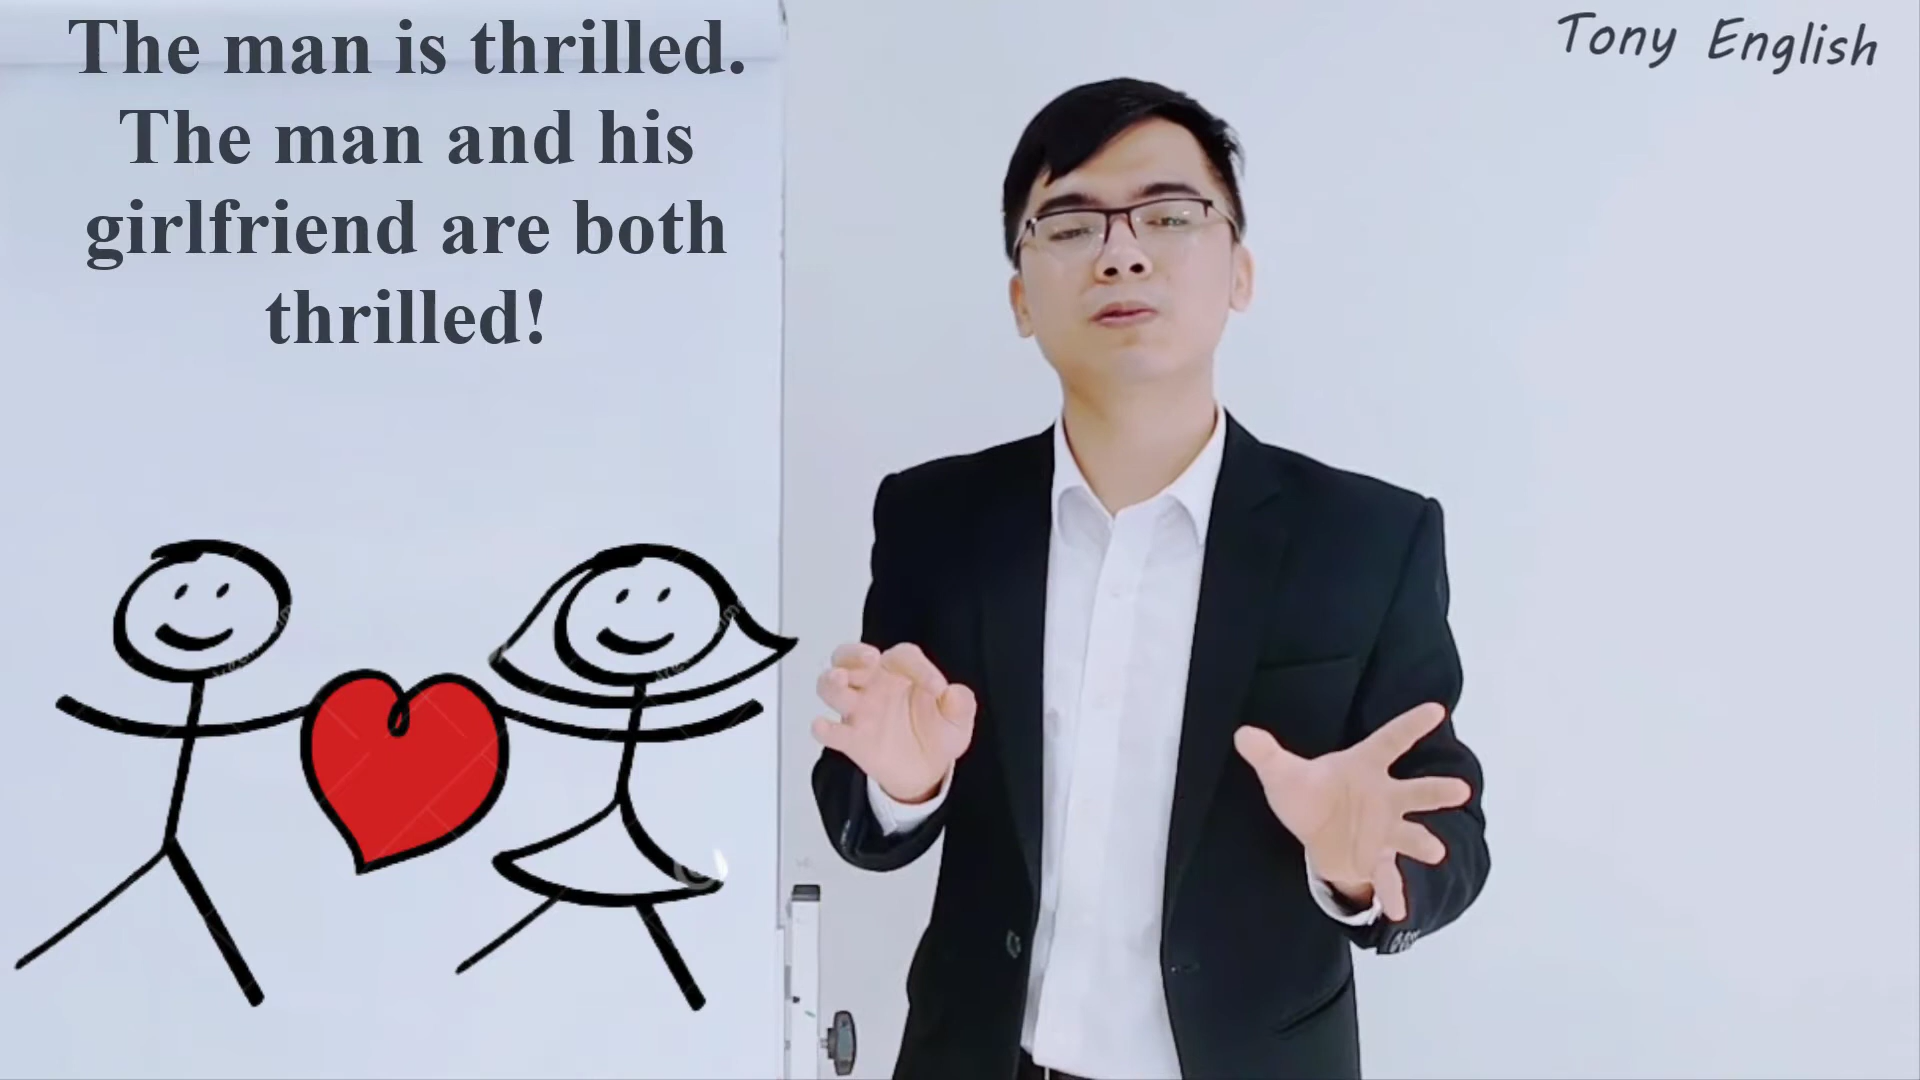 The man is thrilled.
The man and his
girlfriend are both
thrilled!
Tony English